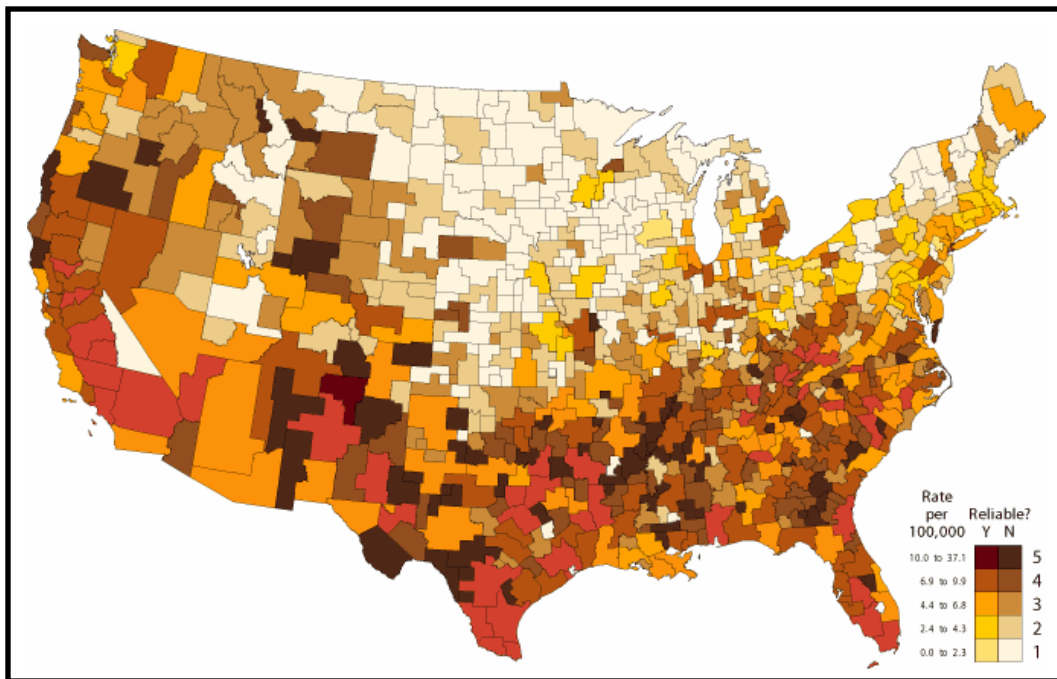 Rate Reliable?
per Y N
100,000
10.0 to 37.1 5
6.9 to 9.9 4
4.4 to 6.8 3
2.4 to 4.3 2
0.0 to 2.3 1